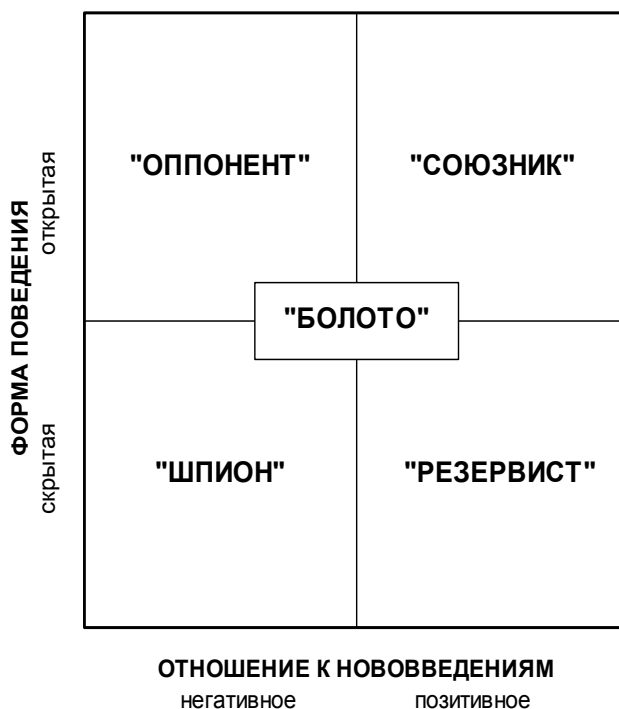 "ОППОНЕНТ"
"СОЮЗНИК"
ФОРМА ПОВЕДЕНИЯ
открытая
"БОЛОТО"
скрытая
"ШПИОН"
"РЕЗЕРВИСТ"
ОТНОШЕНИЕ К НОВОВВЕДЕНИЯМ
негативное
позитивное